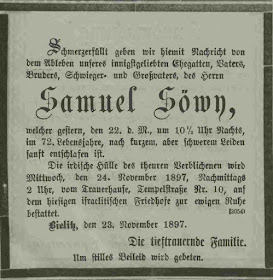 Schmerzerfüllt geben wir hiemit Nachricht von
dem Ableben unseres innigstgeliebten Ehegatten, Vaters,
Bruders, Schwieger- und Großvaters, des Herrn
Samuel Söwy,
welcher gestern, den 22. d. M., um 10½ Uhr Nachts,
im 72. Lebensjahre, nach kurzem, aber schweren Leiden
sanft entschlafen ist.
Die irdische Hülle des theuren Verblichenen wird
Mittwoch, den 24. November 1897, Nachmittags
2 Uhr, vom Trauerhause, Tempelstraße Nr. 10, auf
dem hiesigen israelitischen Friedhofe zur ewigen Ruhe
bestattet. [3054]
Bielitz, den 23. November 1897.
Die tieftrauernde Familie.
Um stilles Beileid wird gebeten.